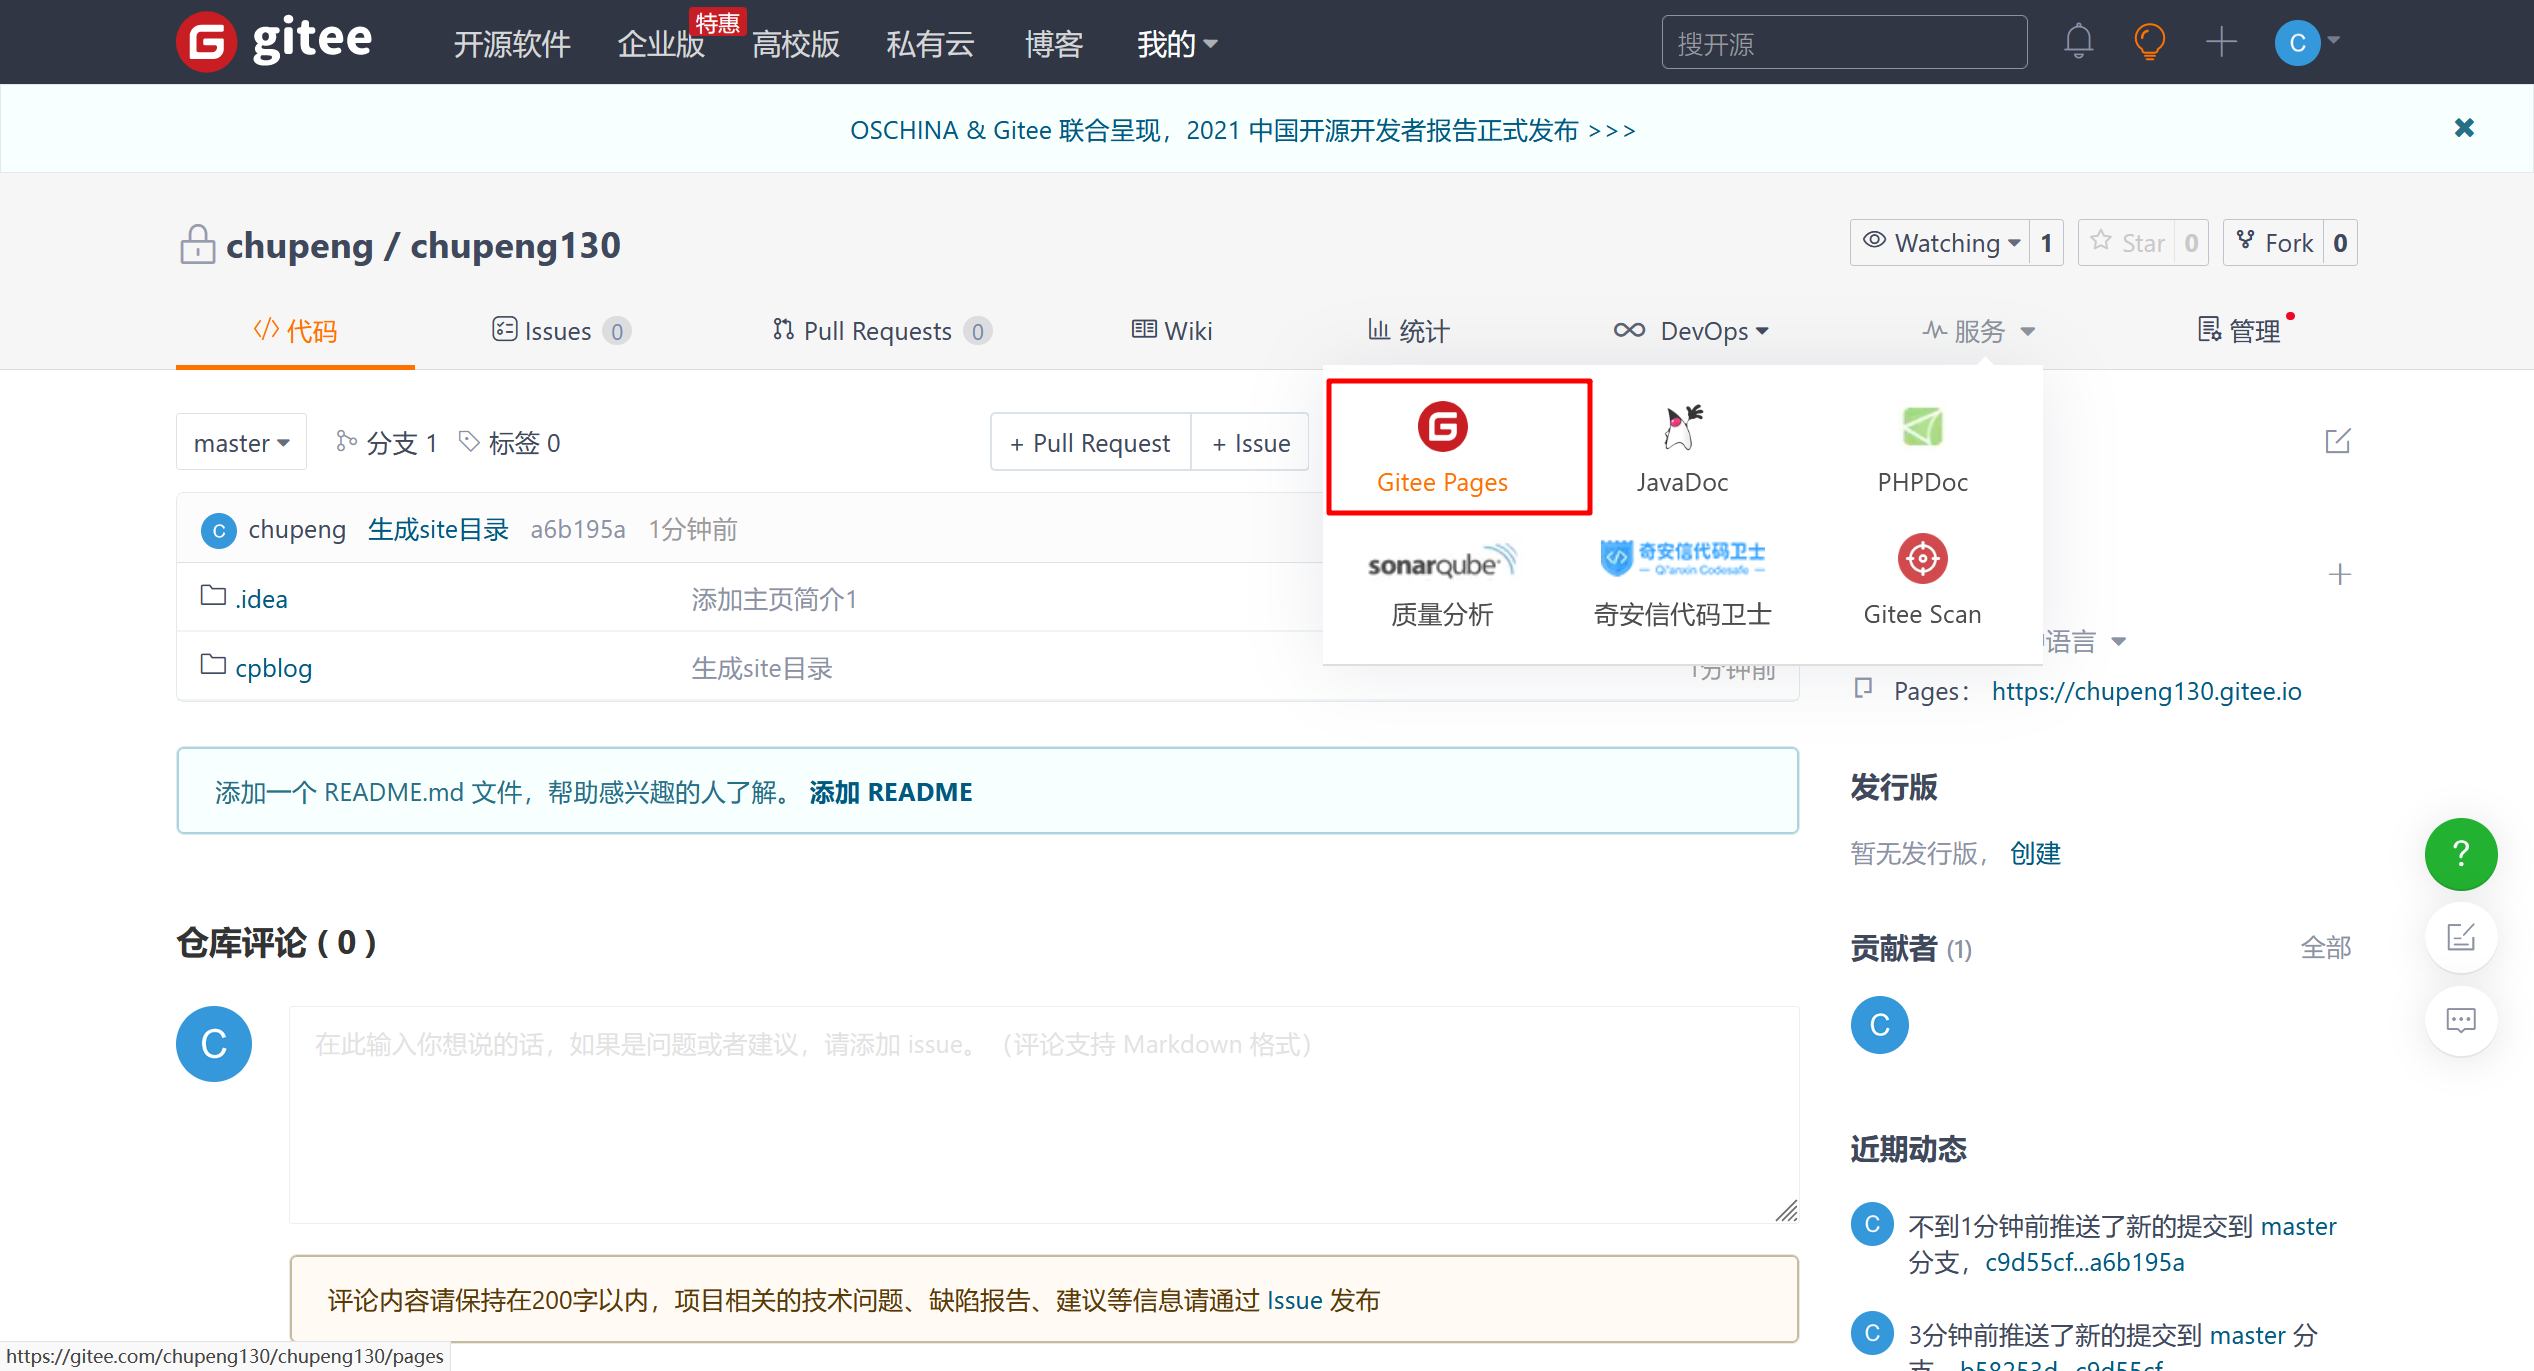 gitee
开源软件
企业版
特惠
高校版
私有云
博客
我的
搜开源
C
OSCHINA & Gitee 联合呈现，2021 中国开源开发者报告正式发布 >>>
chupeng / chupeng130
Watching 1
Star 0
Fork 0
代码
Issues 0
Pull Requests 0
Wiki
统计
DevOps
服务
管理
master
分支 1
标签 0
+ Pull Request
+ Issue
Gitee Pages
JavaDoc
PHPDoc
sonarqube
奇安信代码卫士
Qi'anxin Codesafe
质量分析
奇安信代码卫士
Gitee Scan
C chupeng 生成site目录 a6b195a 1分钟前
.idea 添加主页简介1
cpblog 生成site目录 1分钟前
语言
Pages： https://chupeng130.gitee.io
添加一个 README.md 文件，帮助感兴趣的人了解。 添加 README
发行版
暂无发行版， 创建
?
仓库评论 ( 0 )
贡献者 (1) 全部
C
C
在此输入你想说的话，如果是问题或者建议，请添加 issue。（评论支持 Markdown 格式）
近期动态
C 不到1分钟前推送了新的提交到 master
分支，c9d55cf...a6b195a
评论内容请保持在200字以内，项目相关的技术问题、缺陷报告、建议等信息请通过 Issue 发布
C 3分钟前推送了新的提交到 master 分
支，b58253d...c9d55cf
https://gitee.com/chupeng130/chupeng130/pages